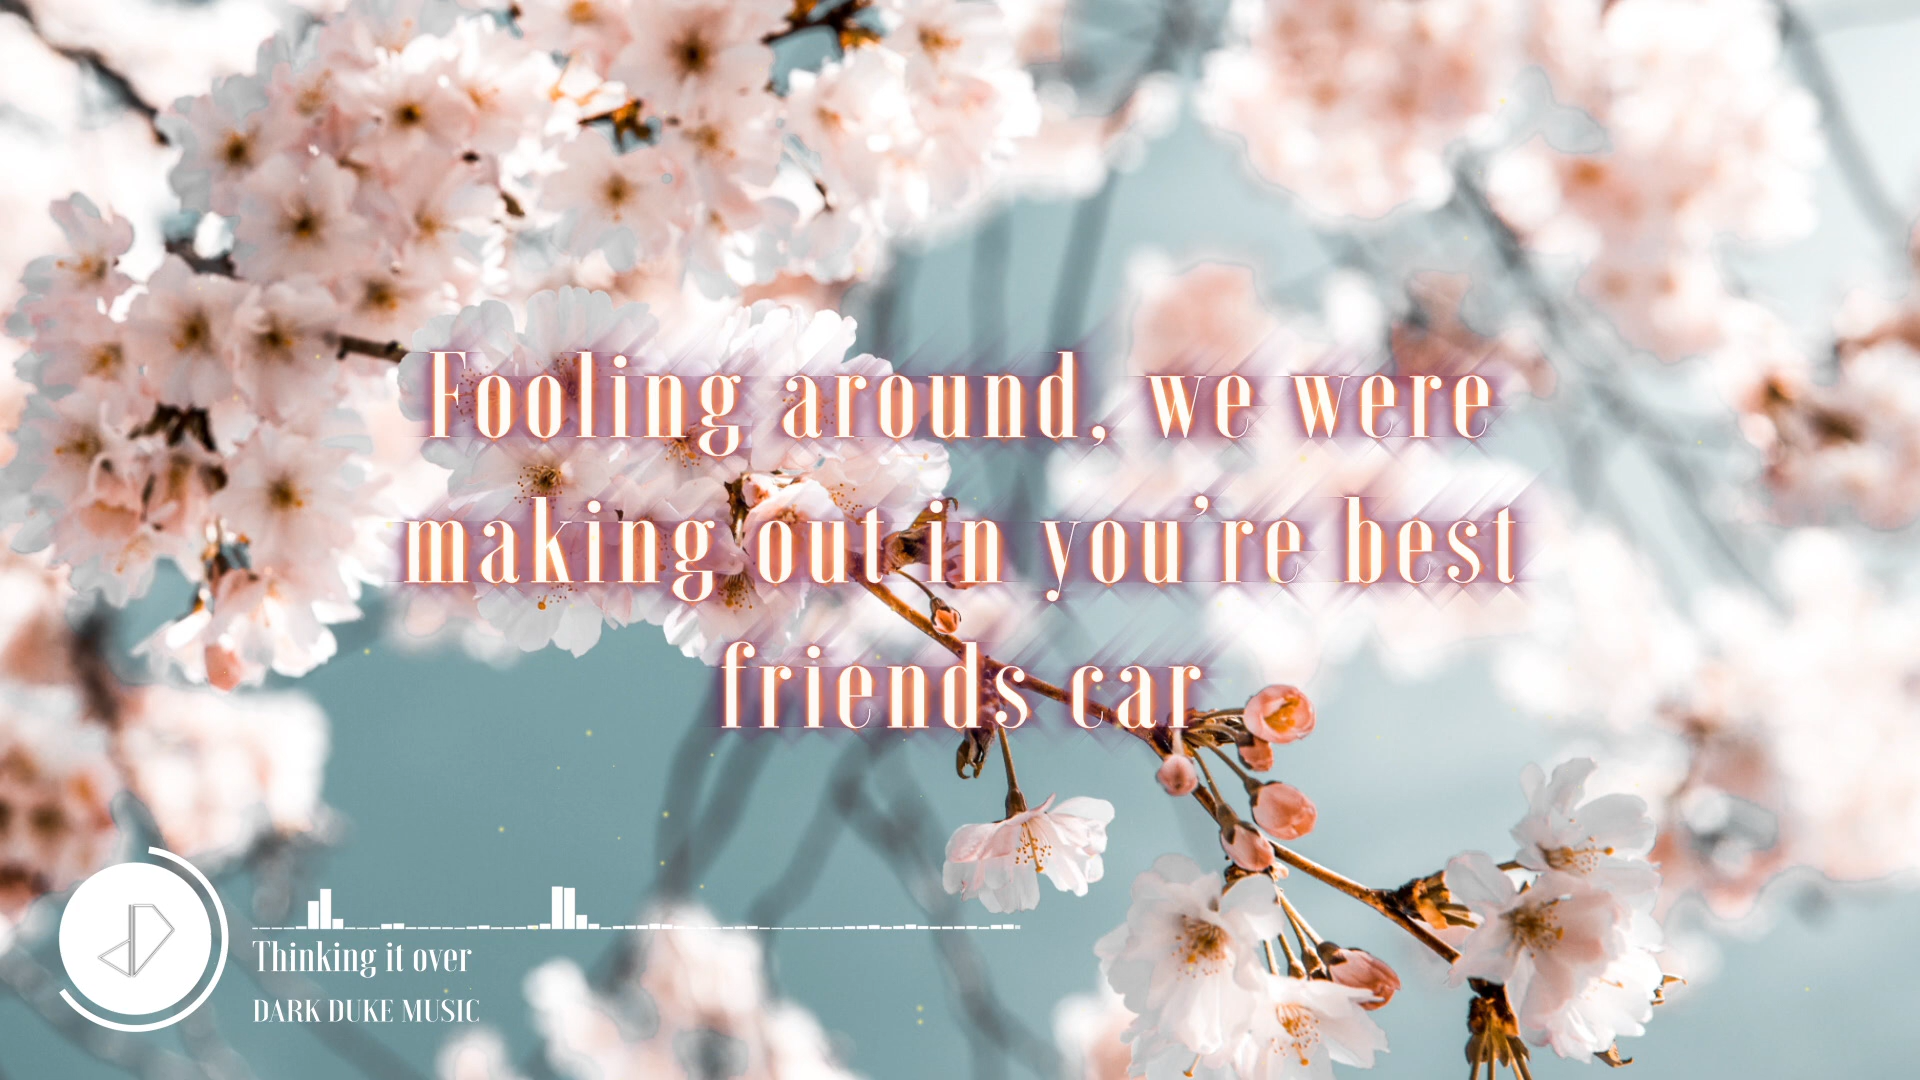 Fooling around, we were
making out in you’re best
friends car
Thinking it over
DARK DUKE MUSIC